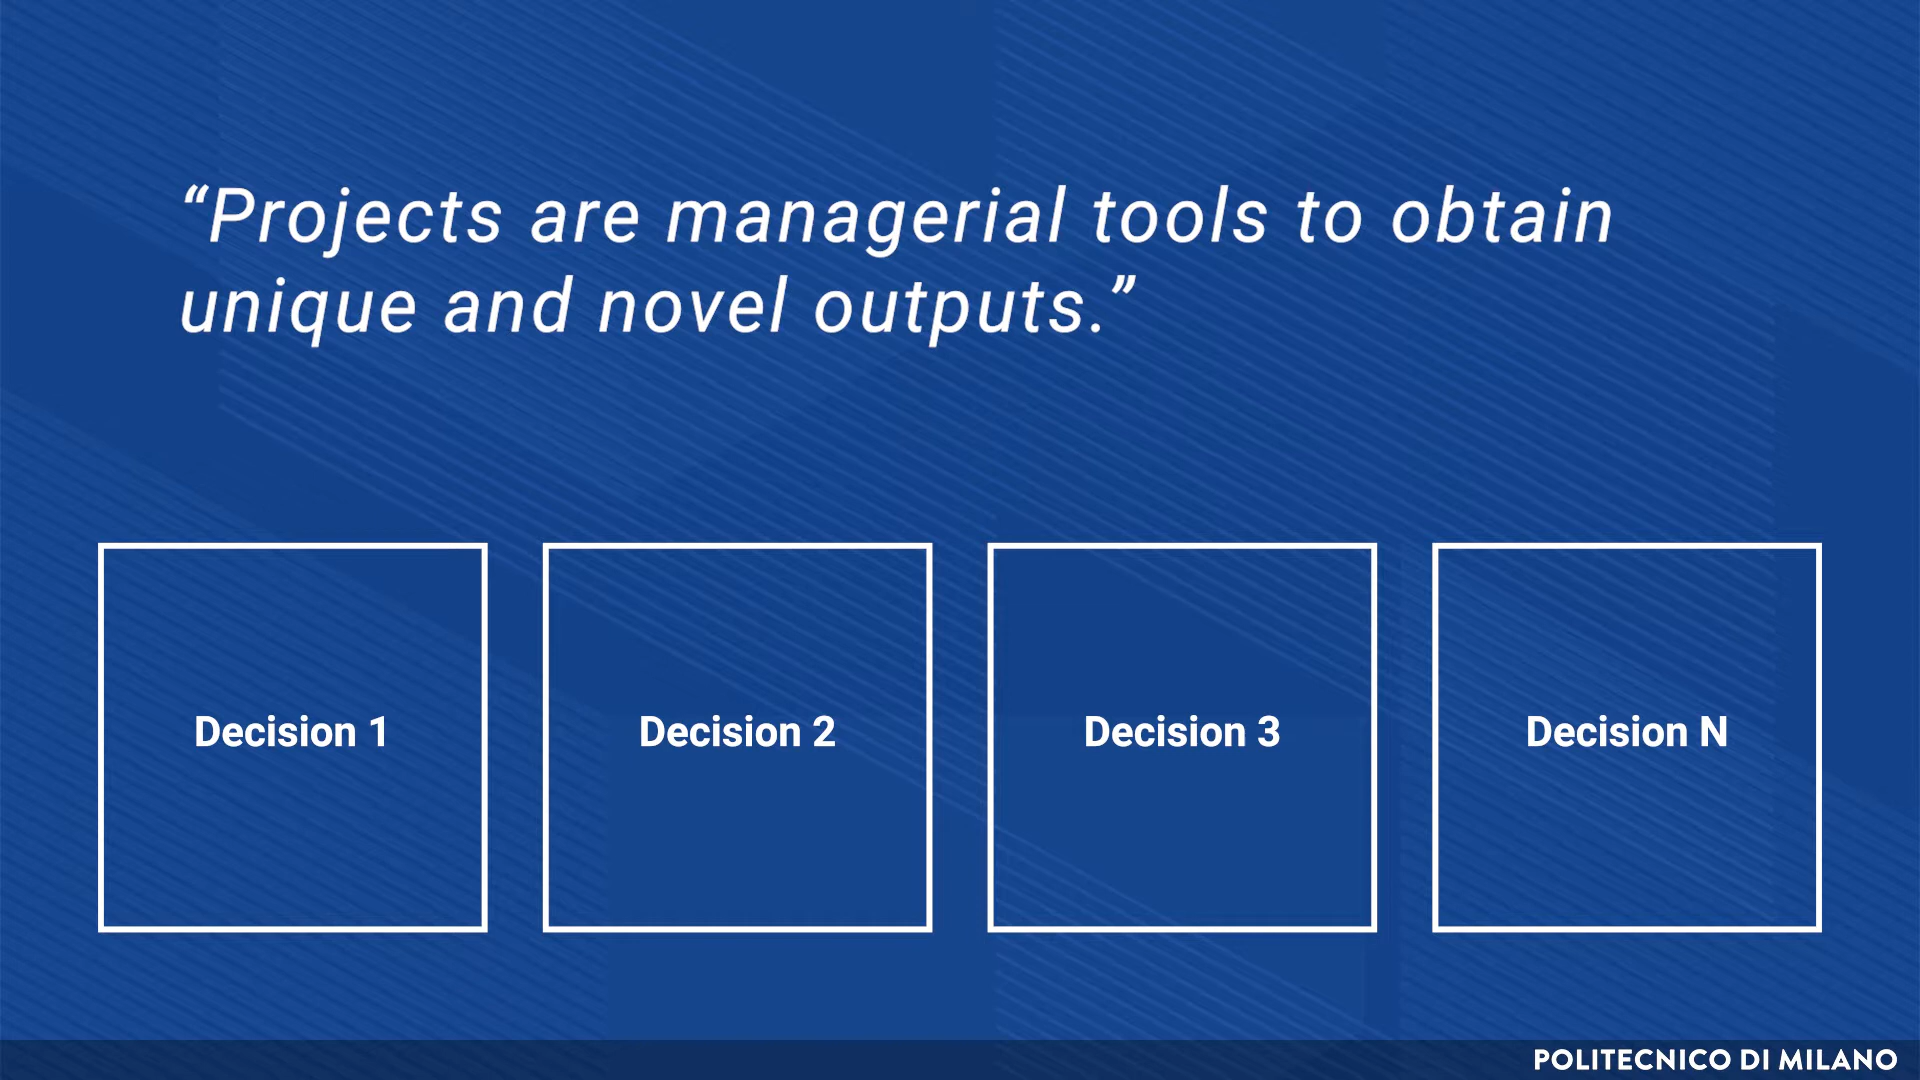 “Projects are managerial tools to obtain
unique and novel outputs.”
Decision 1
Decision 2
Decision 3
Decision N
POLITECNICO DI MILANO